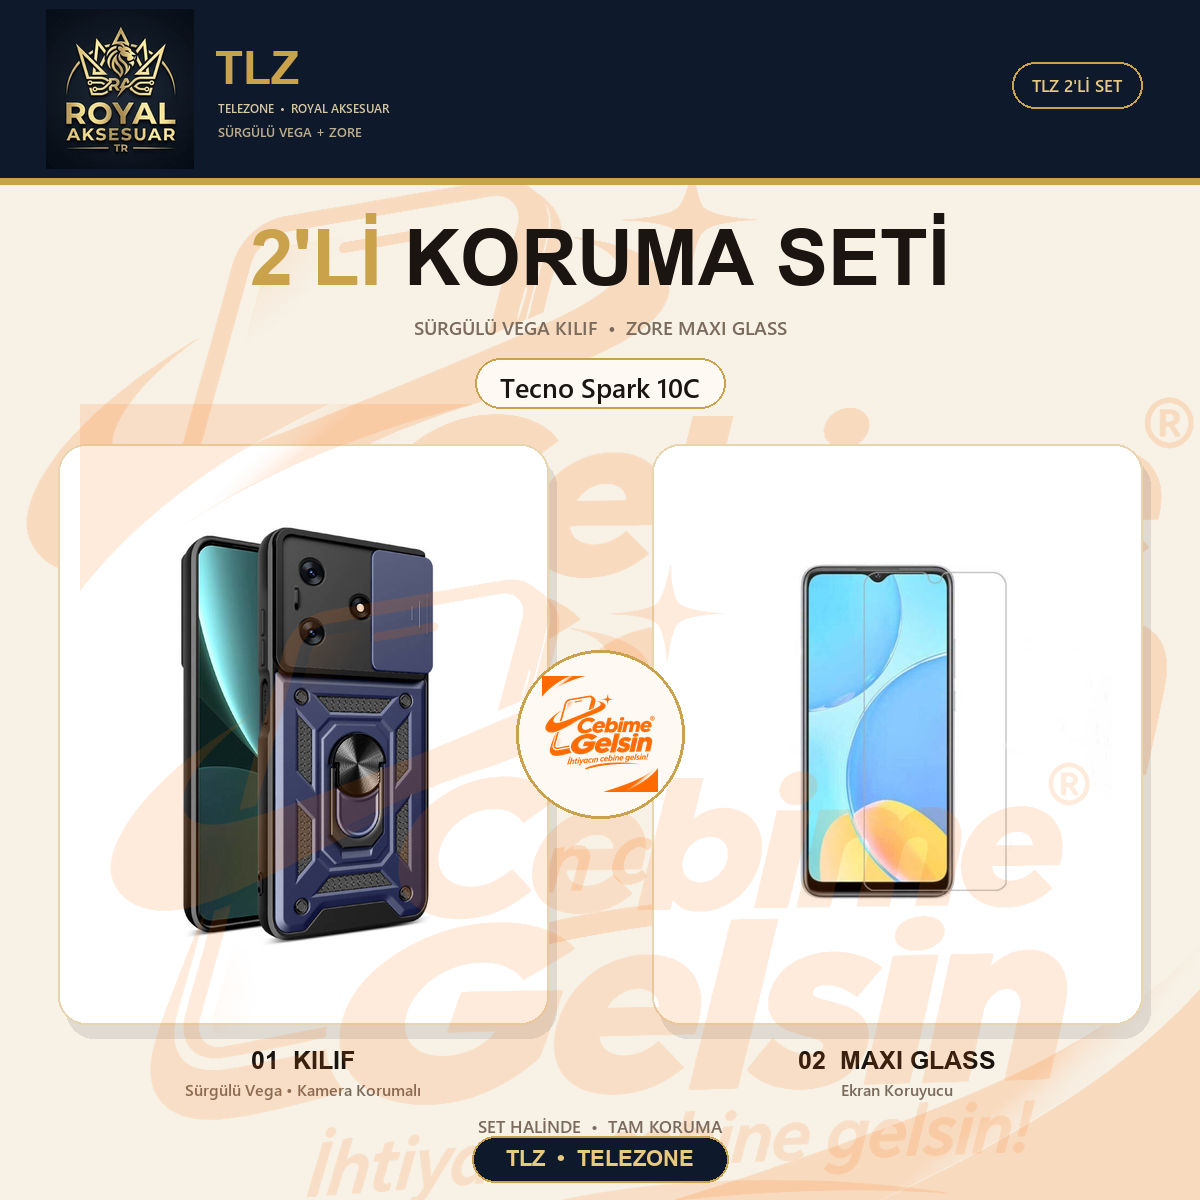 ROYAL
AKSESUAR
TR
TLZ
TELEZONE • ROYAL AKSESUAR
SÜRGÜLÜ VEGA + ZORE
TLZ 2'Lİ SET
2'Lİ KORUMA SETİ
SÜRGÜLÜ VEGA KILIF • ZORE MAXI GLASS
Tecno Spark 10C
Cebime®
Gelsin
İhtiyacın cebine gelsin!
Cebime®
Gelsin
01 KILIF
Sürgülü Vega • Kamera Korumalı
02 MAXI GLASS
Ekran Koruyucu
SET HALİNDE • TAM KORUMA
TLZ • TELEZONE